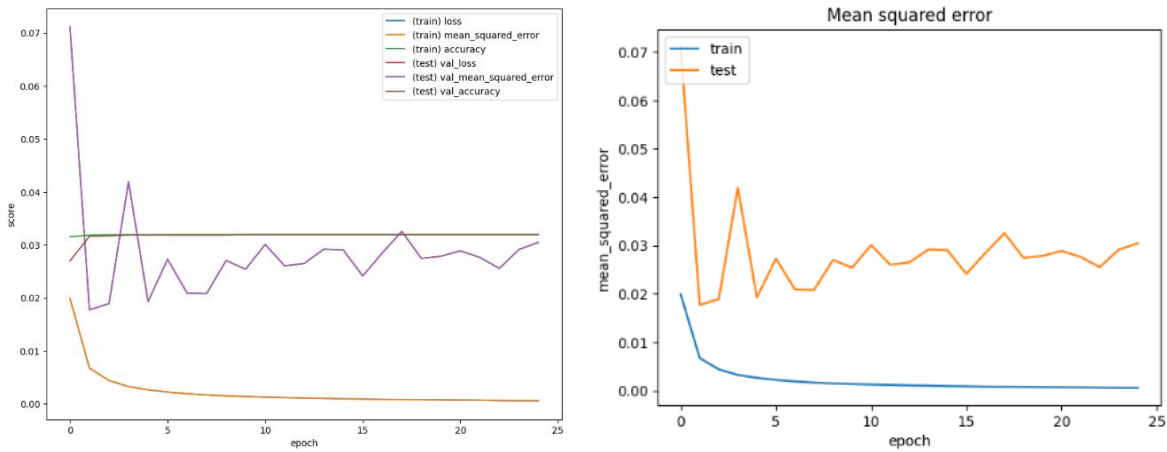 (train) loss
(train) mean_squared_error
(train) accuracy
(test) val_loss
(test) val_mean_squared_error
(test) val_accuracy
0.07
0.06
0.05
0.04
0.03
0.02
0.01
0.00
score
0 5 10 15 20 25
epoch
Mean squared error
train
test
0.07
0.06
0.05
0.04
0.03
0.02
0.01
0.00
mean_squared_error
0 5 10 15 20 25
epoch